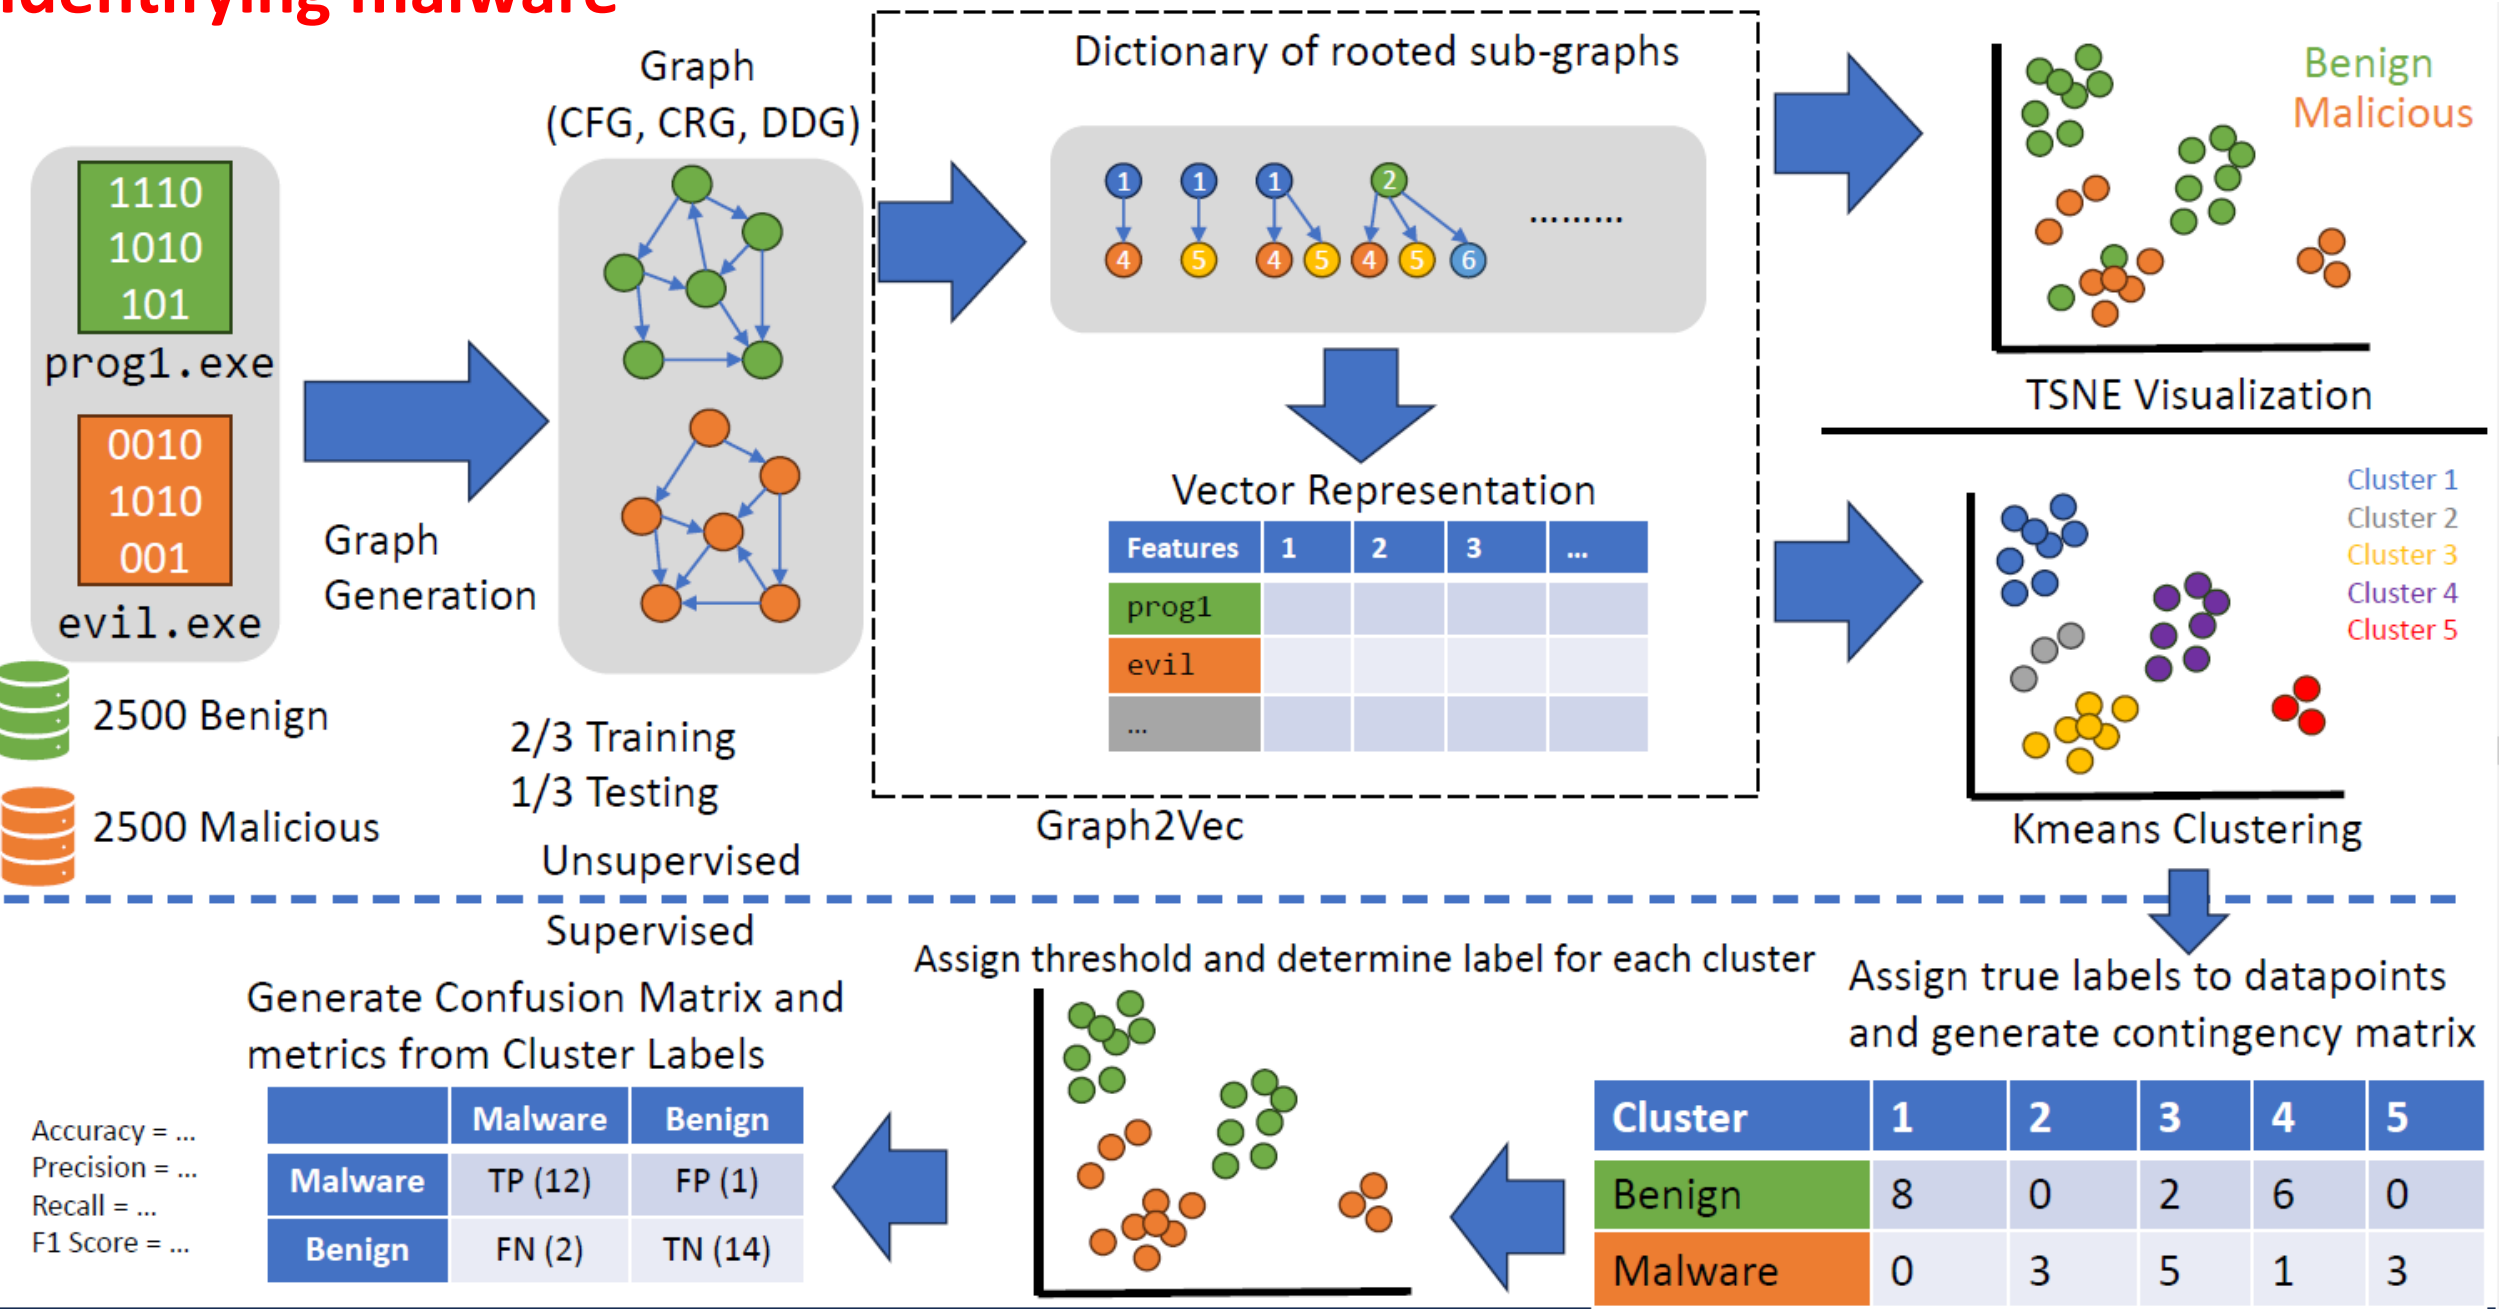 Identifying malware
1110
1010
101
prog1.exe
0010
1010
001
evil.exe
2500 Benign
2500 Malicious
Graph
Generation
Graph
(CFG, CRG, DDG)
2/3 Training
1/3 Testing
Dictionary of rooted sub-graphs
1 1 1 2 .........
4 5 4 5 4 5 6
Vector Representation
Features 1 2 3 ...
prog1
evil
...
Graph2Vec
Benign
Malicious
TSNE Visualization
Cluster 1
Cluster 2
Cluster 3
Cluster 4
Cluster 5
Kmeans Clustering
Unsupervised
Supervised
Assign true labels to datapoints
and generate contingency matrix
Cluster 1 2 3 4 5
Benign 8 0 2 6 0
Malware 0 3 5 1 3
Assign threshold and determine label for each cluster
Generate Confusion Matrix and
metrics from Cluster Labels
Malware Benign
Malware TP (12) FP (1)
Benign FN (2) TN (14)
Accuracy = ...
Precision = ...
Recall = ...
F1 Score = ...